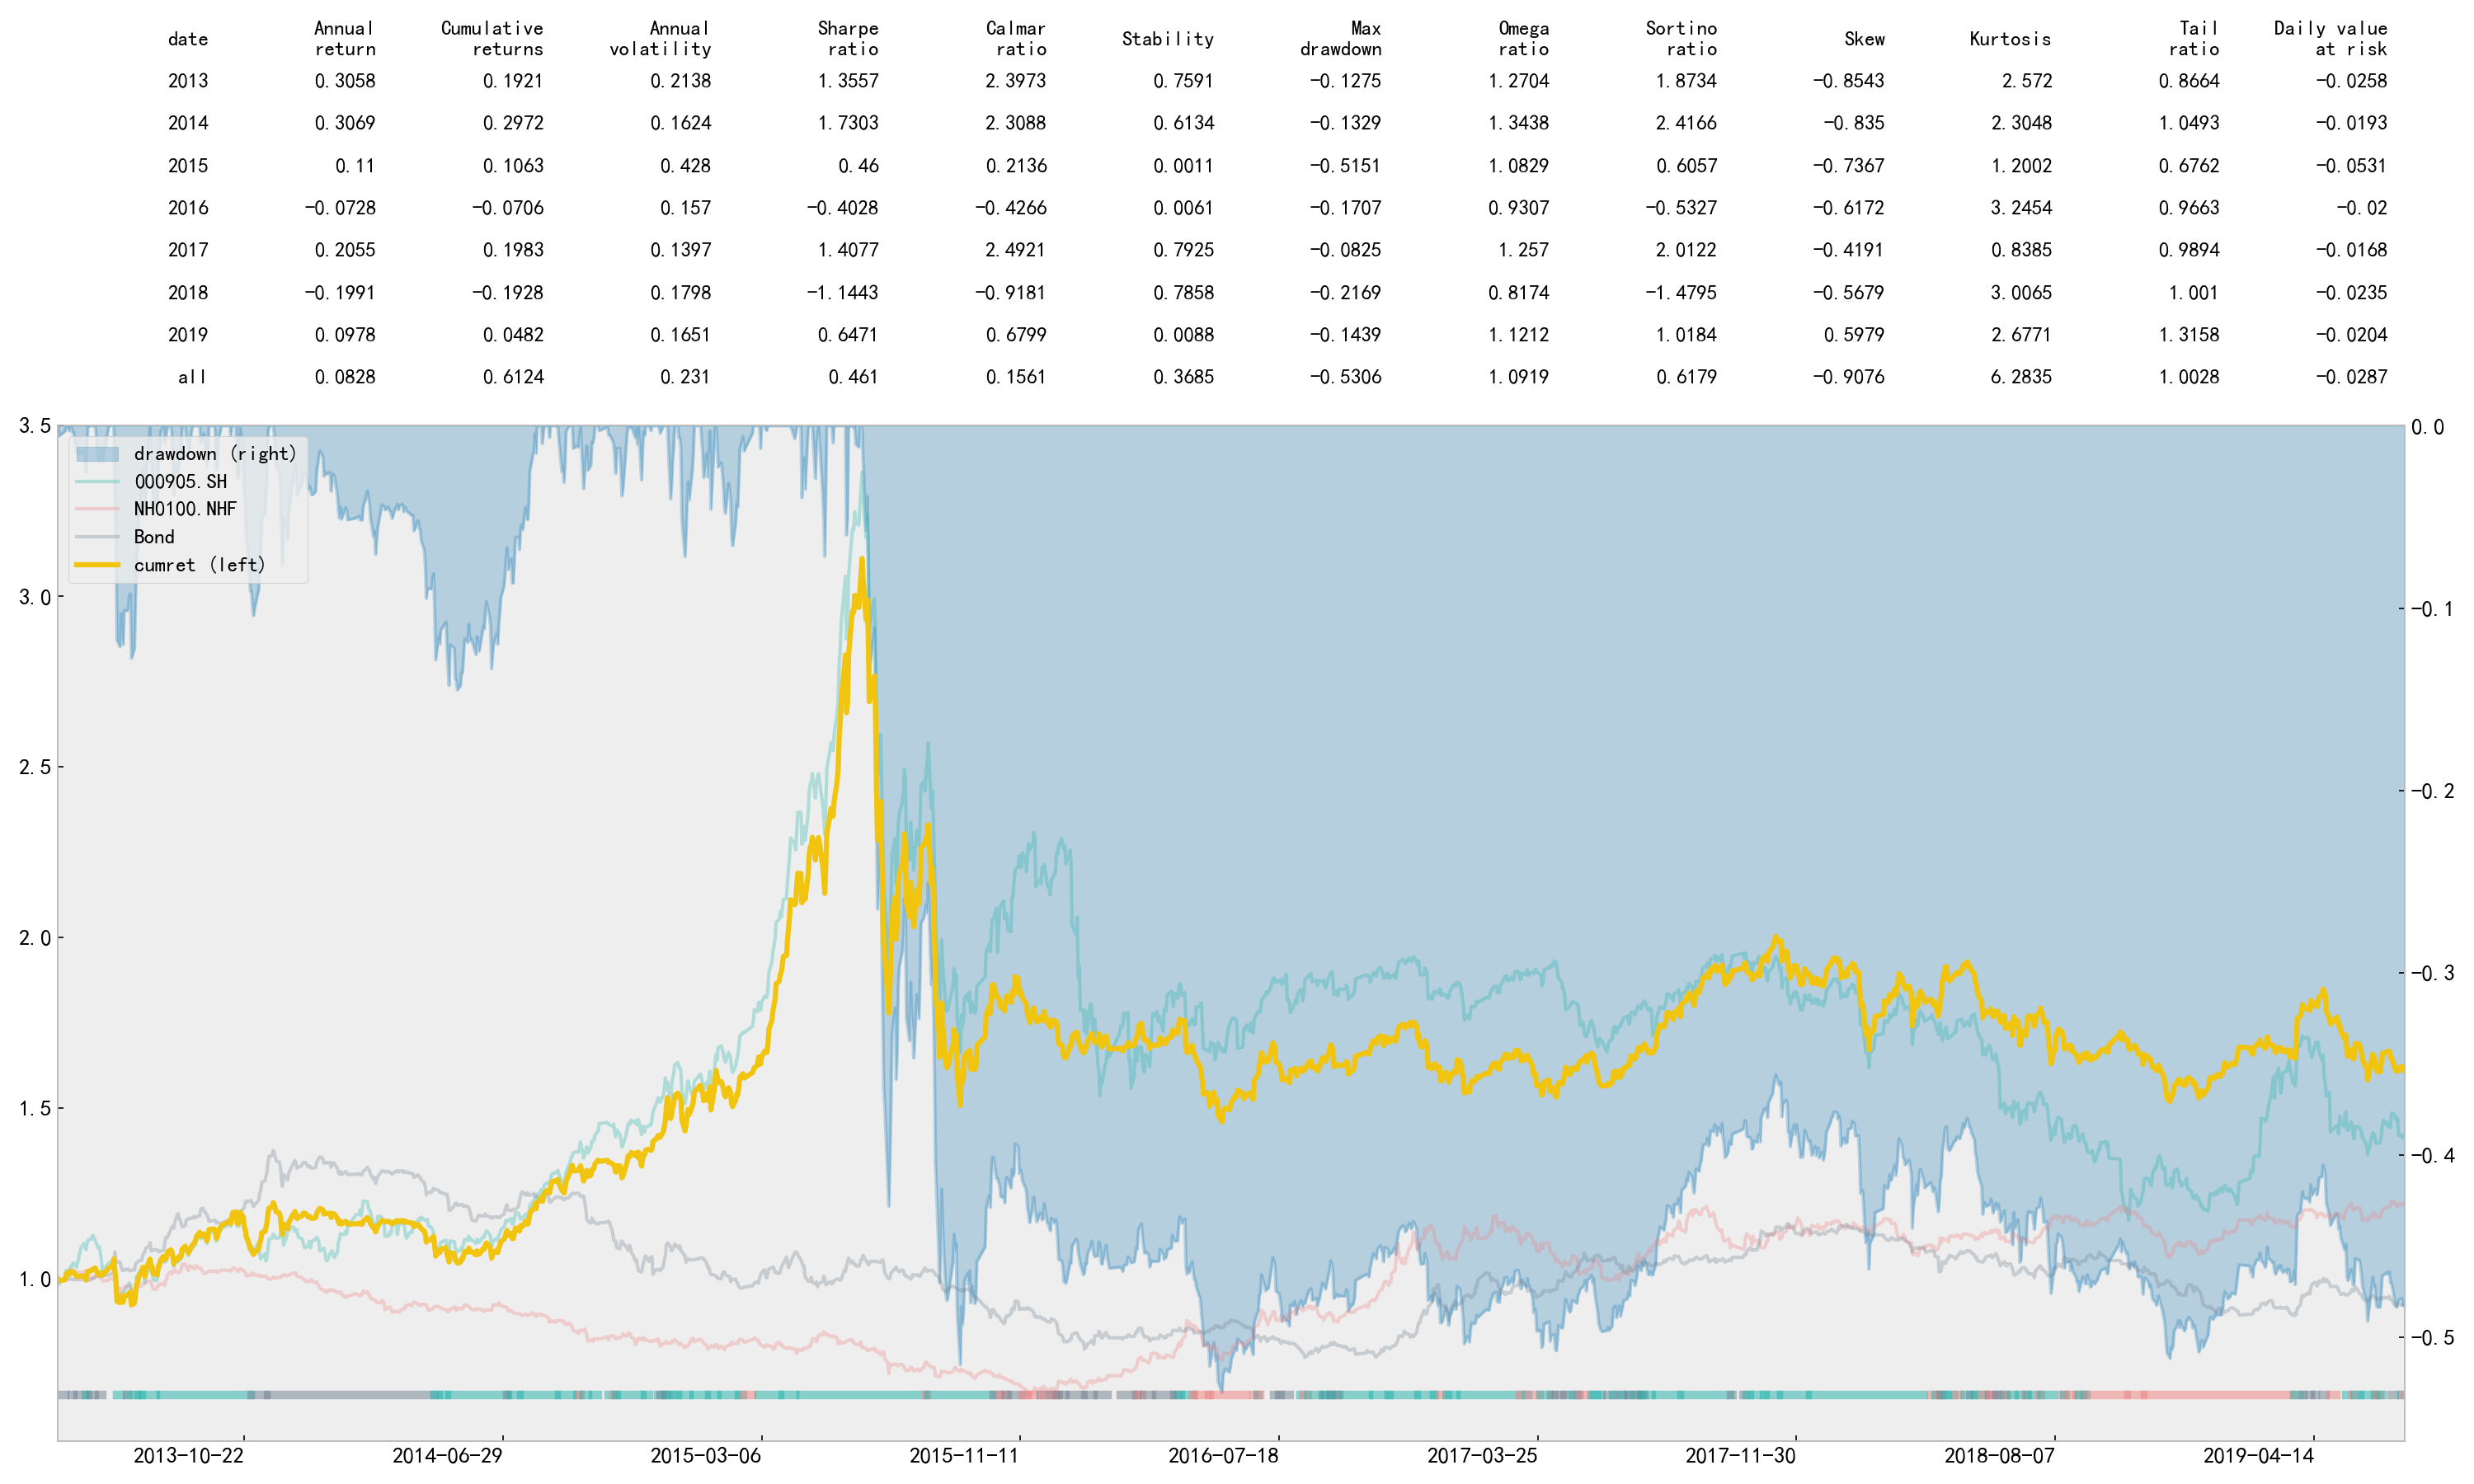 date Annual return Cumulative returns Annual volatility Sharpe ratio Calmar ratio Stability Max drawdown Omega ratio Sortino ratio Skew Kurtosis Tail ratio Daily value at risk
2013 0.3058 0.1921 0.2138 1.3557 2.3973 0.7591 −0.1275 1.2704 1.8734 −0.8543 2.572 0.8664 −0.0258
2014 0.3069 0.2972 0.1624 1.7303 2.3088 0.6134 −0.1329 1.3438 2.4166 −0.835 2.3048 1.0493 −0.0193
2015 0.11 0.1063 0.428 0.46 0.2136 0.0011 −0.5151 1.0829 0.6057 −0.7367 1.2002 0.6762 −0.0531
2016 −0.0728 −0.0706 0.157 −0.4028 −0.4266 0.0061 −0.1707 0.9307 −0.5327 −0.6172 3.2454 0.9663 −0.02
2017 0.2055 0.1983 0.1397 1.4077 2.4921 0.7925 −0.0825 1.257 2.0122 −0.4191 0.8385 0.9894 −0.0168
2018 −0.1991 −0.1928 0.1798 −1.1443 −0.9181 0.7858 −0.2169 0.8174 −1.4795 −0.5679 3.0065 1.001 −0.0235
2019 0.0978 0.0482 0.1651 0.6471 0.6799 0.0088 −0.1439 1.1212 1.0184 0.5979 2.6771 1.3158 −0.0204
all 0.0828 0.6124 0.231 0.461 0.1561 0.3685 −0.5306 1.0919 0.6179 −0.9076 6.2835 1.0028 −0.0287
3.5
3.0
2.5
2.0
1.5
1.0
drawdown (right)
000905.SH
NH0100.NHF
Bond
cumret (left)
0.0
−0.1
−0.2
−0.3
−0.4
−0.5
2013-10-22 2014-06-29 2015-03-06 2015-11-11 2016-07-18 2017-03-25 2017-11-30 2018-08-07 2019-04-14